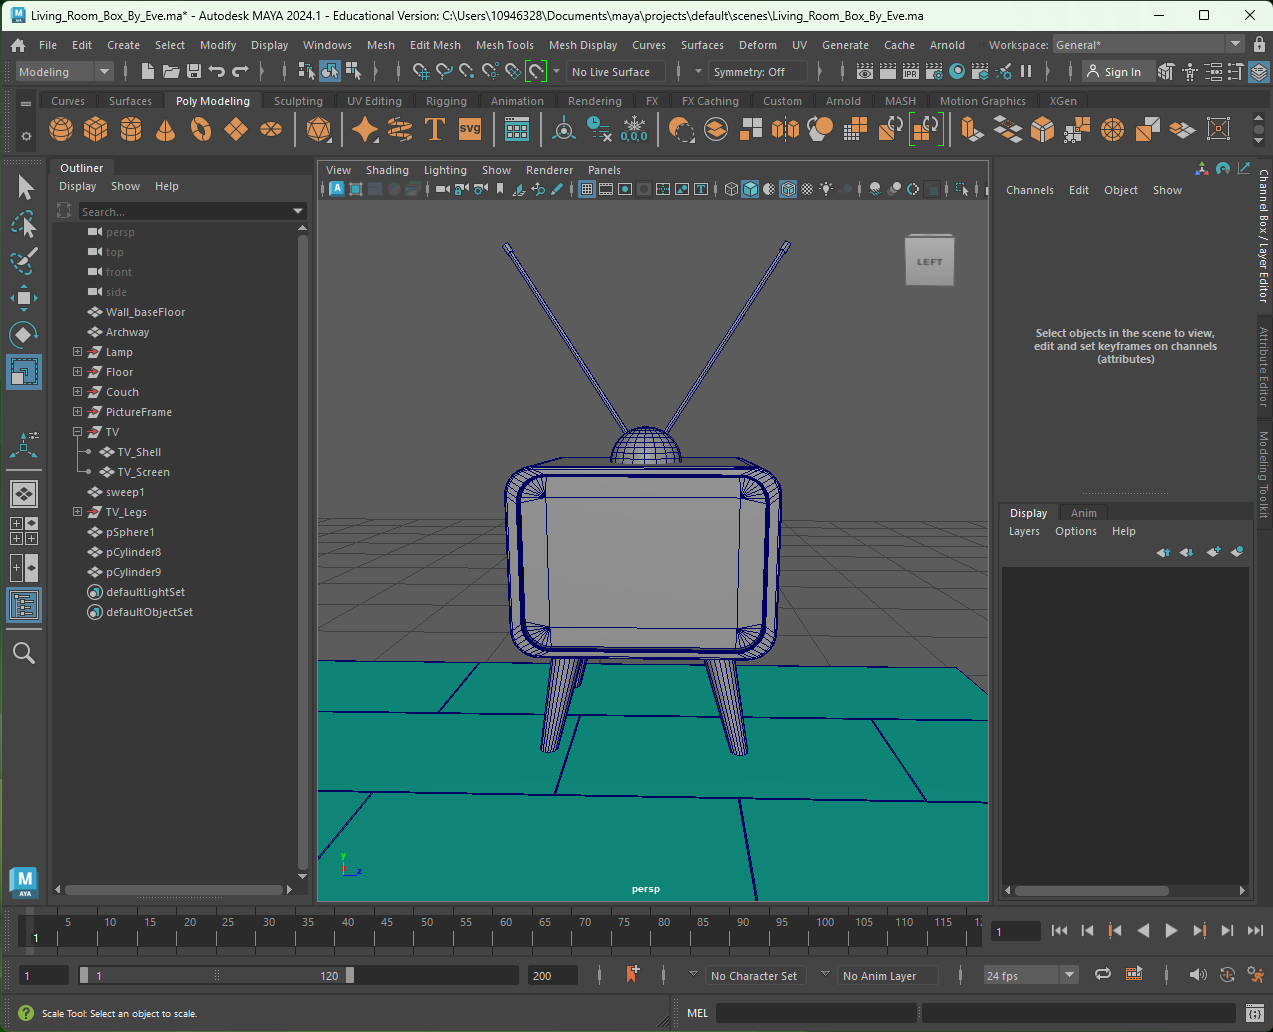 Living_Room_Box_By_Eve.ma* - Autodesk MAYA 2024.1 - Educational Version: C:\Users\10946328\Documents\maya\projects\default\scenes\Living_Room_Box_By_Eve.ma
File Edit Create Select Modify Display Windows Mesh Edit Mesh Mesh Tools Mesh Display Curves Surfaces Deform UV Generate Cache Arnold Workspace: General*
Modeling No Live Surface Symmetry: Off IPR Sign In
Curves Surfaces Poly Modeling Sculpting UV Editing Rigging Animation Rendering FX FX Caching Custom Arnold MASH Motion Graphics XGen
T SVG 0,0,0
Outliner
Display Show Help
Search...
persp
top
front
side
Wall_baseFloor
Archway
Lamp
Floor
Couch
PictureFrame
TV
TV_Shell
TV_Screen
sweep1
TV_Legs
pSphere1
pCylinder8
pCylinder9
defaultLightSet
defaultObjectSet
View Shading Lighting Show Renderer Panels
LEFT
y
z
persp
Channels Edit Object Show
Select objects in the scene to view,
edit and set keyframes on channels
(attributes)
Channel Box / Layer Editor
Attribute Editor
Modeling Toolkit
Display Anim
Layers Options Help
M
AYA
5 10 15 20 25 30 35 40 45 50 55 60 65 70 75 80 85 90 95 100 105 110 115 12
1 1
1 1 120 200 No Character Set No Anim Layer 24 fps
Scale Tool: Select an object to scale. MEL